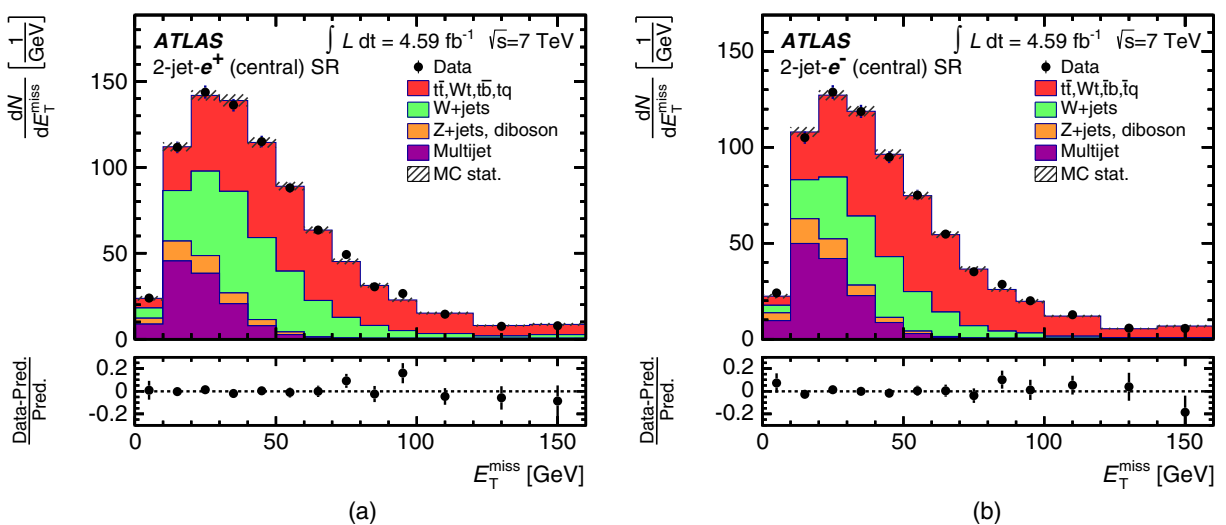 ATLAS ∫ L dt = 4.59 fb⁻¹ √s=7 TeV
2-jet-e⁺ (central) SR
Data
tt̄,Wt,tb̄,tq
W+jets
Z+jets, diboson
Multijet
MC stat.
dN/dE_T^miss [1/GeV]
150
100
50
0
Data-Pred./Pred.
0.2
0
-0.2
0 50 100 150
E_T^miss [GeV]
(a)
ATLAS ∫ L dt = 4.59 fb⁻¹ √s=7 TeV
2-jet-e⁻ (central) SR
Data
tt̄,Wt,t̄b,t̄q
W+jets
Z+jets, diboson
Multijet
MC stat.
dN/dE_T^miss [1/GeV]
150
100
50
0
Data-Pred./Pred.
0.2
0
-0.2
0 50 100 150
E_T^miss [GeV]
(b)